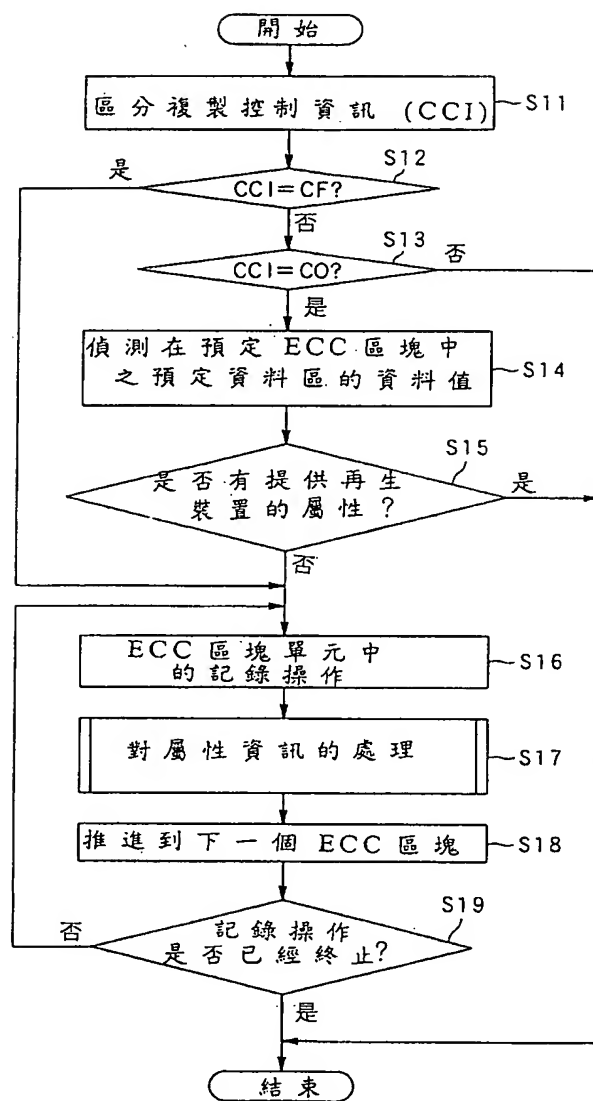 開始
區分複製控制資訊 (CCI)
S11
S12
是
CCI=CF?
否
S13
CCI=CO?
否
是
偵測在預定 ECC 區塊中
之預定資料區的資料值
S14
S15
是否有提供再生
裝置的屬性?
是
否
ECC 區塊單元中
的記錄操作
S16
對屬性資訊的處理
S17
推進到下一個 ECC 區塊
S18
S19
否
記錄操作
是否已經終止?
是
結束